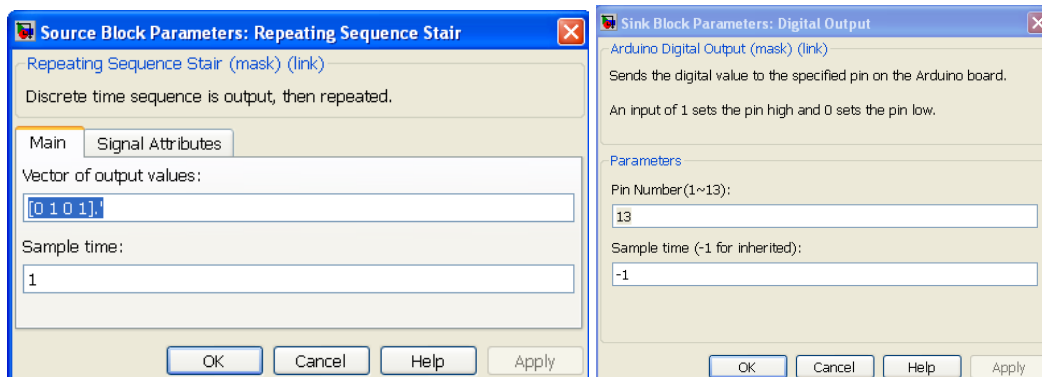 Source Block Parameters: Repeating Sequence Stair
Repeating Sequence Stair (mask) (link)
Discrete time sequence is output, then repeated.
Main
Signal Attributes
Vector of output values:
[0 1 0 1].'
Sample time:
1
OK
Cancel
Help
Apply
Sink Block Parameters: Digital Output
Arduino Digital Output (mask) (link)
Sends the digital value to the specified pin on the Arduino board.
An input of 1 sets the pin high and 0 sets the pin low.
Parameters
Pin Number(1~13):
13
Sample time (-1 for inherited):
-1
OK
Cancel
Help
Apply